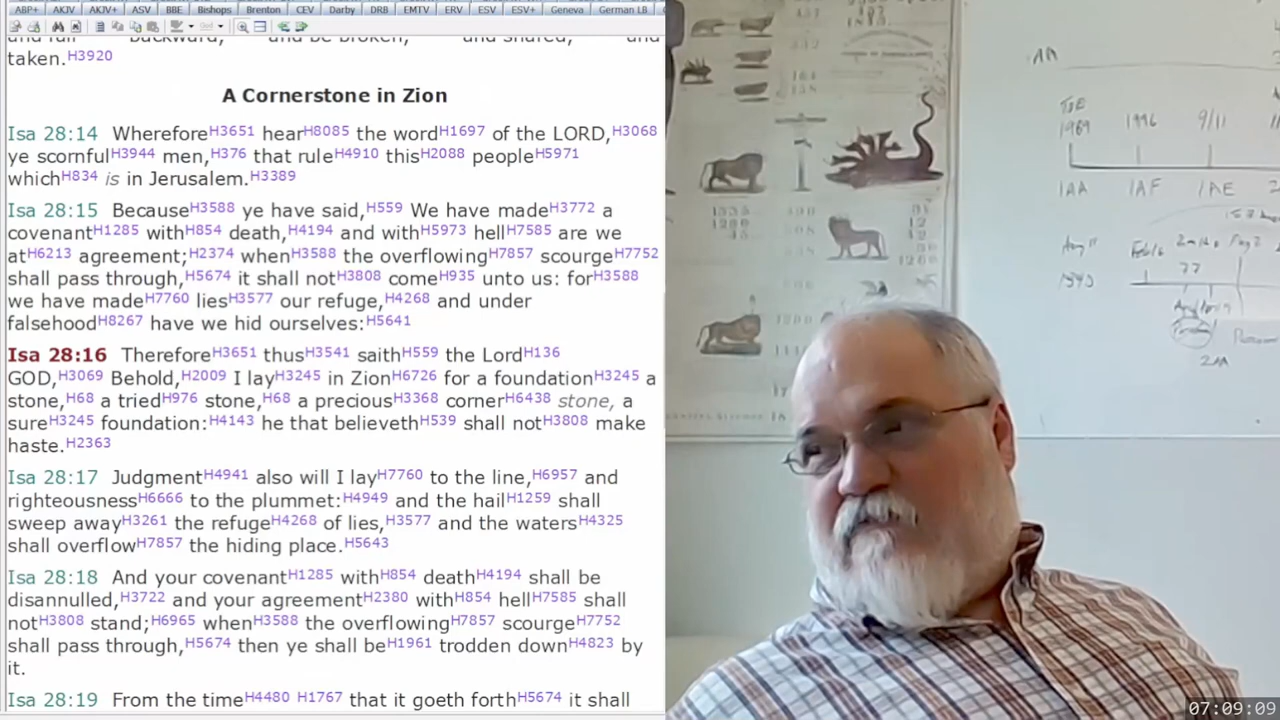 ABP+ AKJV AKJV+ ASV BBE Bishops Brenton CEV Darby DRB EMTV ERV ESV ESV+ Geneva German LB
and fall backward, and be broken, and snared, and
taken.H3920
A Cornerstone in Zion
Isa 28:14 WhereforeH3651 hearH8085 the wordH1697 of the LORD,H3068
ye scornfulH3944 men,H376 that ruleH4910 thisH2088 peopleH5971
whichH834 is in Jerusalem.H3389
Isa 28:15 BecauseH3588 ye have said,H559 We have madeH3772 a
covenantH1285 withH854 death,H4194 and withH5973 hellH7585 are we
atH6213 agreement;H2374 whenH3588 the overflowingH7857 scourgeH7752
shall pass through,H5674 it shall notH3808 comeH935 unto us: forH3588
we have madeH7760 liesH3577 our refuge,H4268 and under
falsehoodH8267 have we hid ourselves:H5641
Isa 28:16 ThereforeH3651 thusH3541 saithH559 the LordH136
GOD,H3069 Behold,H2009 I layH3245 in ZionH6726 for a foundationH3245 a
stone,H68 a triedH976 stone,H68 a preciousH3368 cornerH6438 stone, a
sureH3245 foundation:H4143 he that believethH539 shall notH3808 make
haste.H2363
Isa 28:17 JudgmentH4941 also will I layH7760 to the line,H6957 and
righteousnessH6666 to the plummet:H4949 and the hailH1259 shall
sweep awayH3261 the refugeH4268 of lies,H3577 and the watersH4325
shall overflowH7857 the hiding place.H5643
Isa 28:18 And your covenantH1285 withH854 deathH4194 shall be
disannulled,H3722 and your agreementH2380 withH854 hellH7585 shall
notH3808 stand;H6965 whenH3588 the overflowingH7857 scourgeH7752
shall pass through,H5674 then ye shall beH1961 trodden downH4823 by
it.
Isa 28:19 From the timeH4480 H1767 that it goeth forthH5674 it shall
1989 1996 9/11
1AA 1AF 1AE
07:09:09